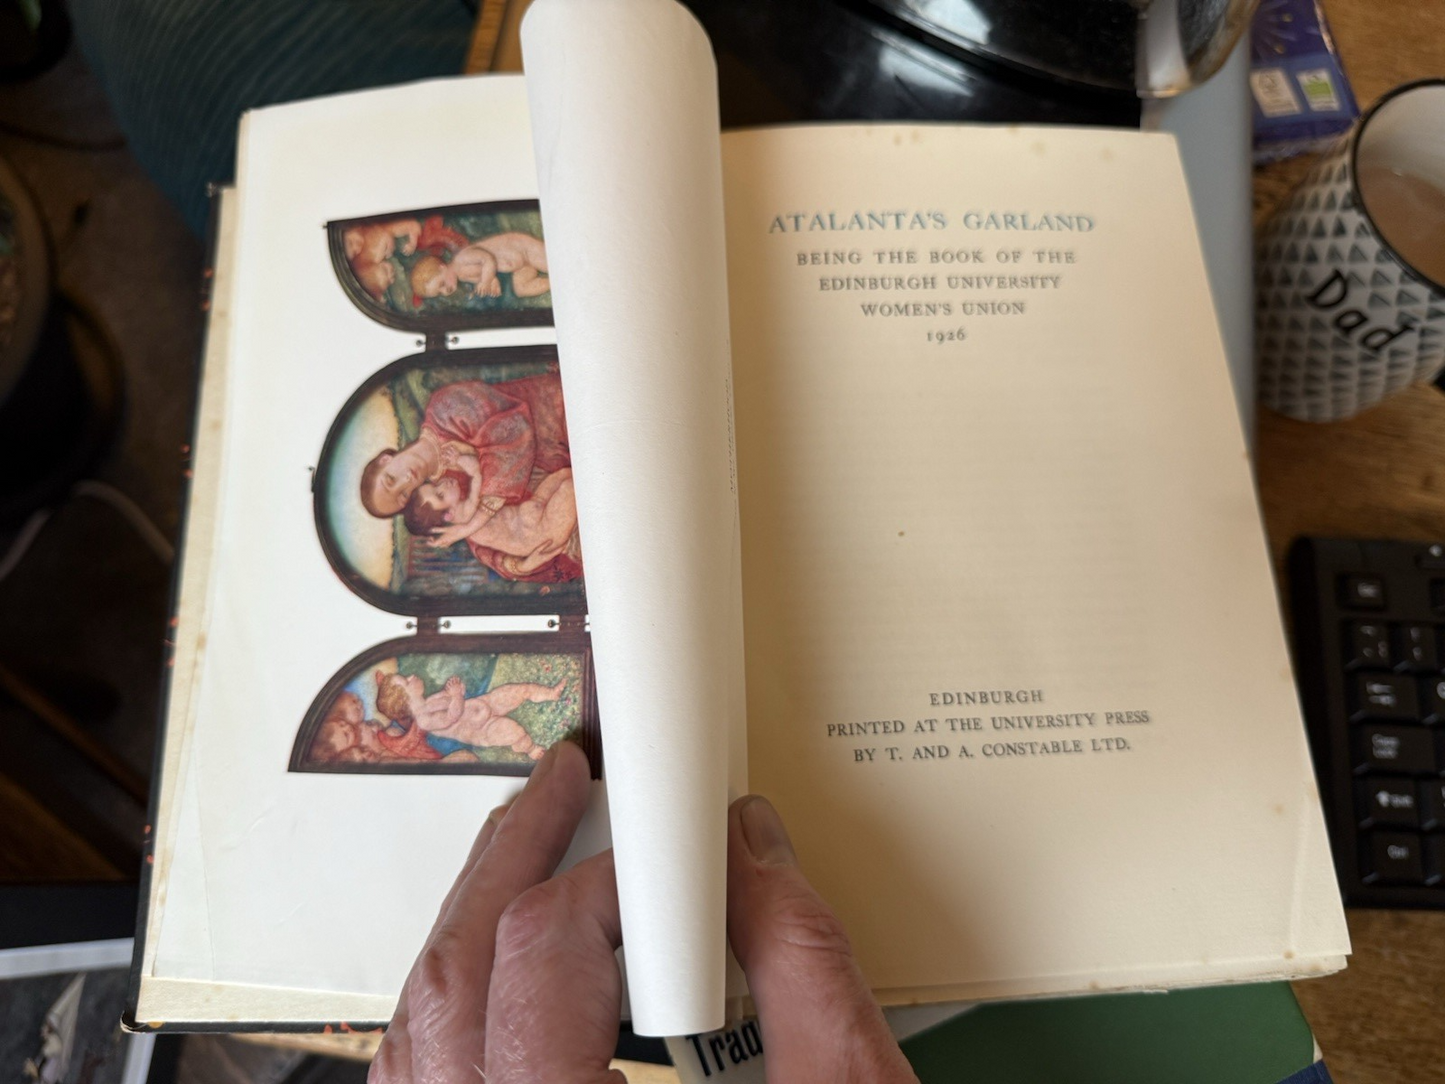 ATALANTA'S GARLAND
BEING THE BOOK OF THE
EDINBURGH UNIVERSITY
WOMEN'S UNION
1926
EDINBURGH
PRINTED AT THE UNIVERSITY PRESS
BY T. AND A. CONSTABLE LTD.
Dad
Trad